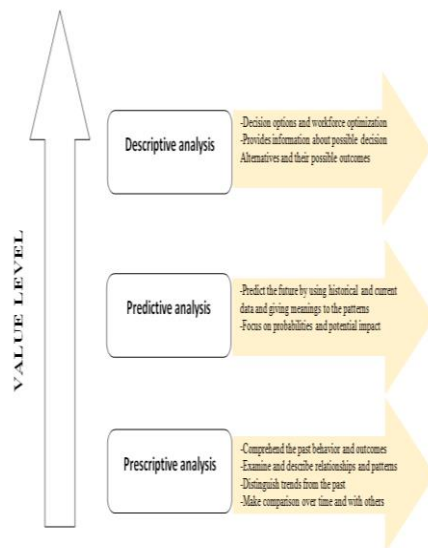 VALUE LEVEL
Descriptive analysis
-Decision options and workforce optimization
-Provides information about possible decision
Alternatives and their possible outcomes
Predictive analysis
-Predict the future by using historical and current
data and giving meanings to the patterns
-Focus on probabilities and potential impact
Prescriptive analysis
-Comprehend the past behavior and outcomes
-Examine and describe relationships and patterns
-Distinguish trends from the past
-Make comparison over time and with others